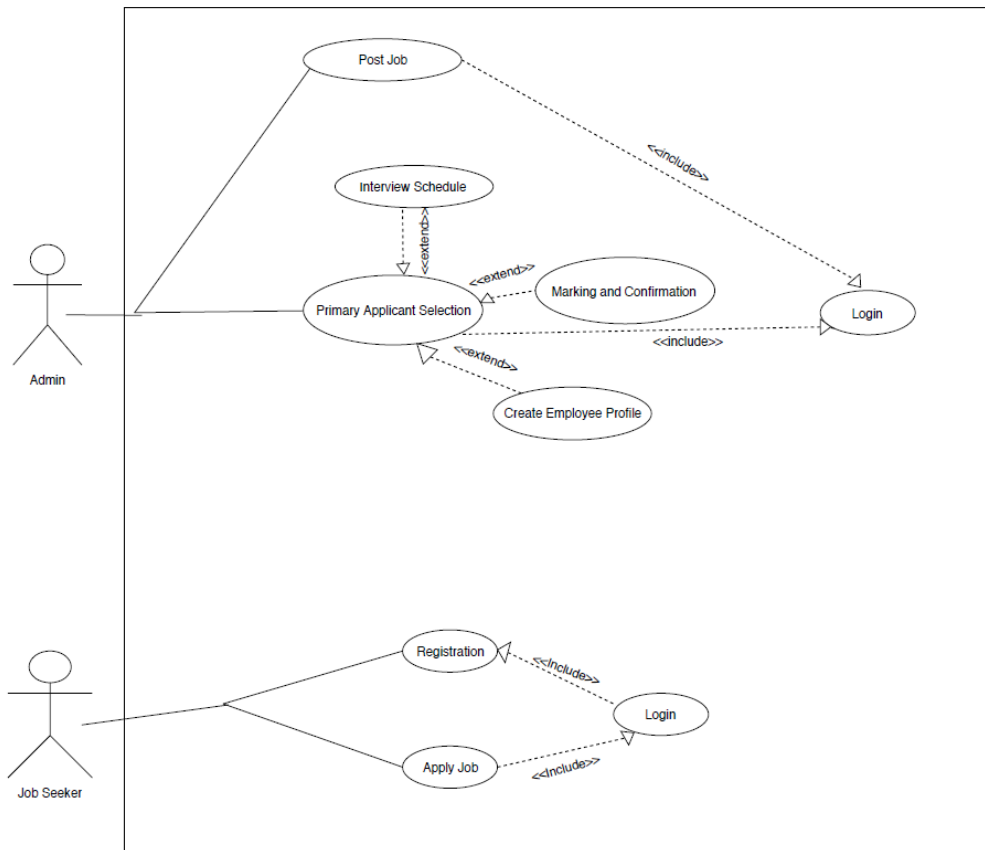 Post Job
<<include>>
Interview Schedule
<<extend>>
<<extend>>
Marking and Confirmation
Primary Applicant Selection
Login
<<include>>
<<extend>>
Admin
Create Employee Profile
Registration
<<Include>>
Login
Apply Job
<<Include>>
Job Seeker